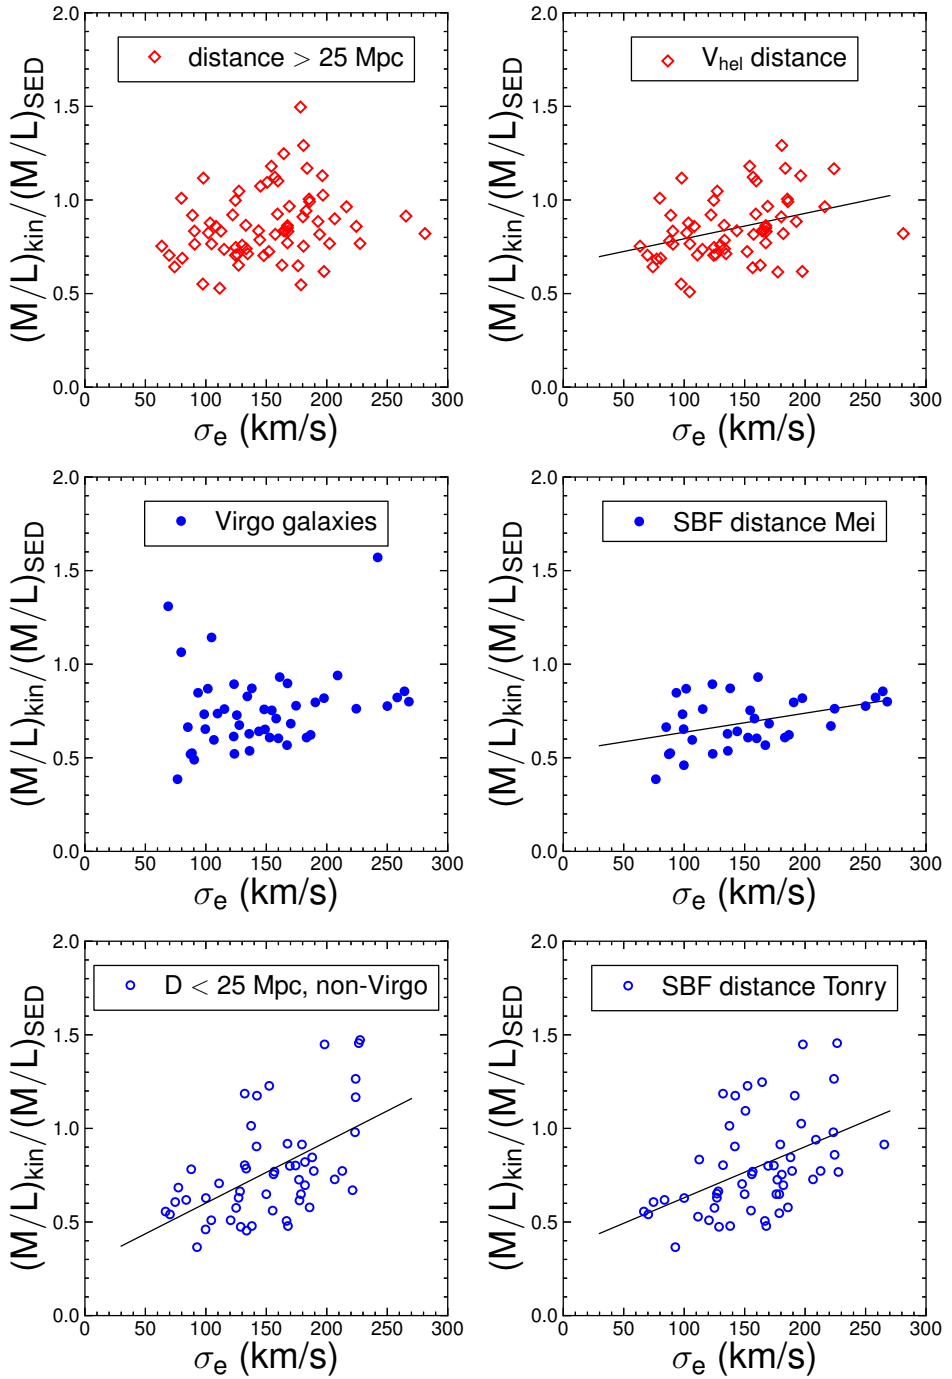 2.0
1.5
1.0
0.5
0.0
0 50 100 150 200 250 300
(M/L)kin/(M/L)SED
σe (km/s)
distance > 25 Mpc
2.0
1.5
1.0
0.5
0.0
0 50 100 150 200 250 300
(M/L)kin/(M/L)SED
σe (km/s)
Vhel distance
2.0
1.5
1.0
0.5
0.0
0 50 100 150 200 250 300
(M/L)kin/(M/L)SED
σe (km/s)
Virgo galaxies
2.0
1.5
1.0
0.5
0.0
0 50 100 150 200 250 300
(M/L)kin/(M/L)SED
σe (km/s)
SBF distance Mei
2.0
1.5
1.0
0.5
0.0
0 50 100 150 200 250 300
(M/L)kin/(M/L)SED
σe (km/s)
D < 25 Mpc, non-Virgo
2.0
1.5
1.0
0.5
0.0
0 50 100 150 200 250 300
(M/L)kin/(M/L)SED
σe (km/s)
SBF distance Tonry